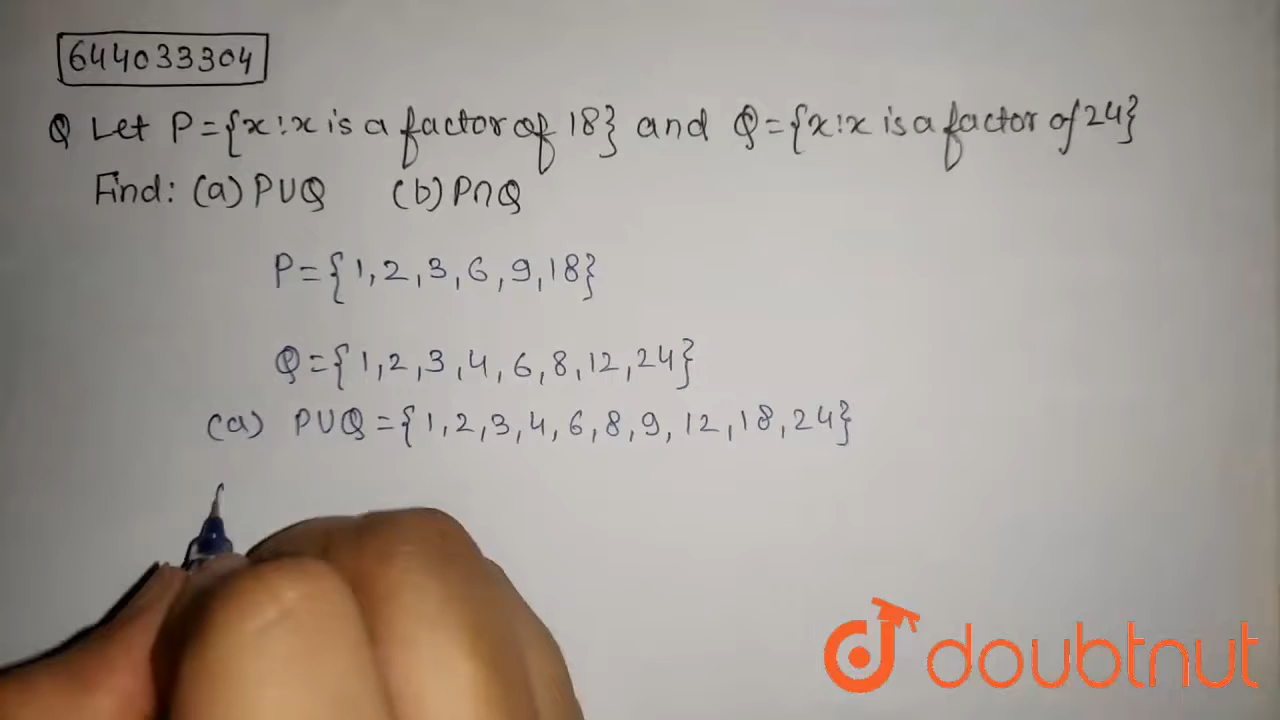 644033304
Q Let P={x:x is a factor of 18} and Q={x:x is a factor of 24}
Find: (a) P∪Q (b) P∩Q
P={1,2,3,6,9,18}
Q={1,2,3,4,6,8,12,24}
(a) P∪Q={1,2,3,4,6,8,9,12,18,24}
doubtnut